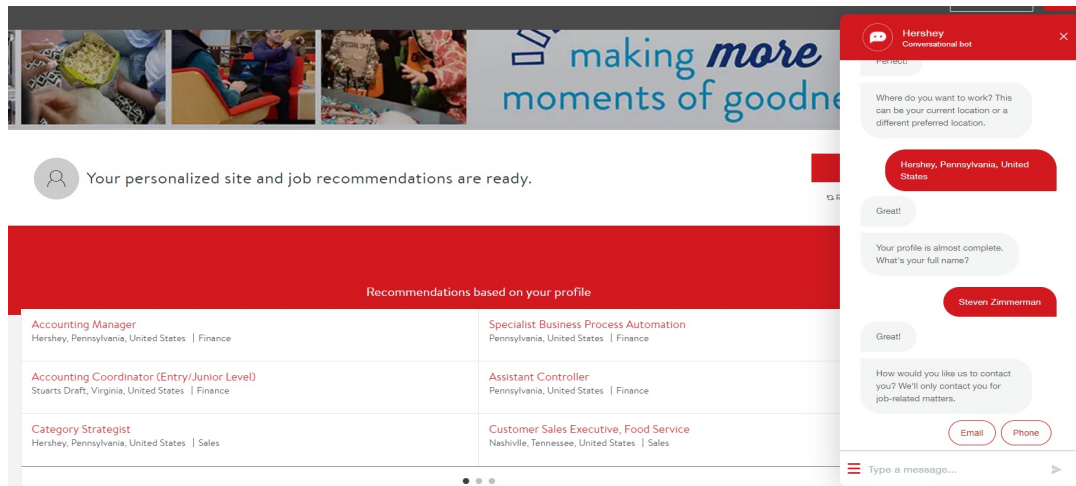 making more
moments of goodne
Your personalized site and job recommendations are ready.
Recommendations based on your profile
Accounting Manager
Hershey, Pennsylvania, United States | Finance
Specialist Business Process Automation
Pennsylvania, United States | Finance
Accounting Coordinator (Entry/Junior Level)
Stuarts Draft, Virginia, United States | Finance
Assistant Controller
Pennsylvania, United States | Finance
Category Strategist
Hershey, Pennsylvania, United States | Sales
Customer Sales Executive, Food Service
Nashivlle, Tennessee, United States | Sales
Hershey
Conversational bot
Perfect!
Where do you want to work? This
can be your current location or a
different preferred location.
Hershey, Pennsylvania, United
States
Great!
Your profile is almost complete.
What's your full name?
Steven Zimmerman
Great!
How would you like us to contact
you? We'll only contact you for
job-related matters.
Email
Phone
Type a message...